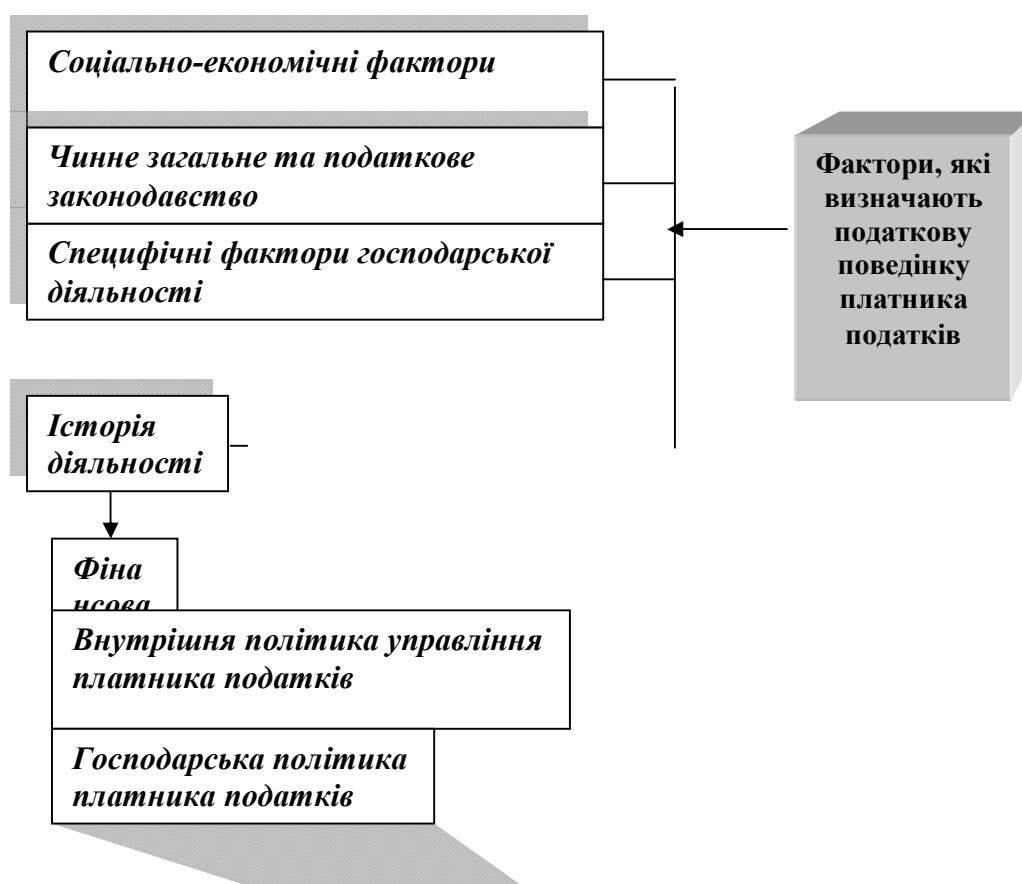 Соціально-економічні фактори
Чинне загальне та податкове
законодавство
Специфічні фактори господарської
діяльності
Фактори, які
визначають
податкову
поведінку
платника
податків
Історія
діяльності
Фіна
нсова
Внутрішня політика управління
платника податків
Господарська політика
платника податків